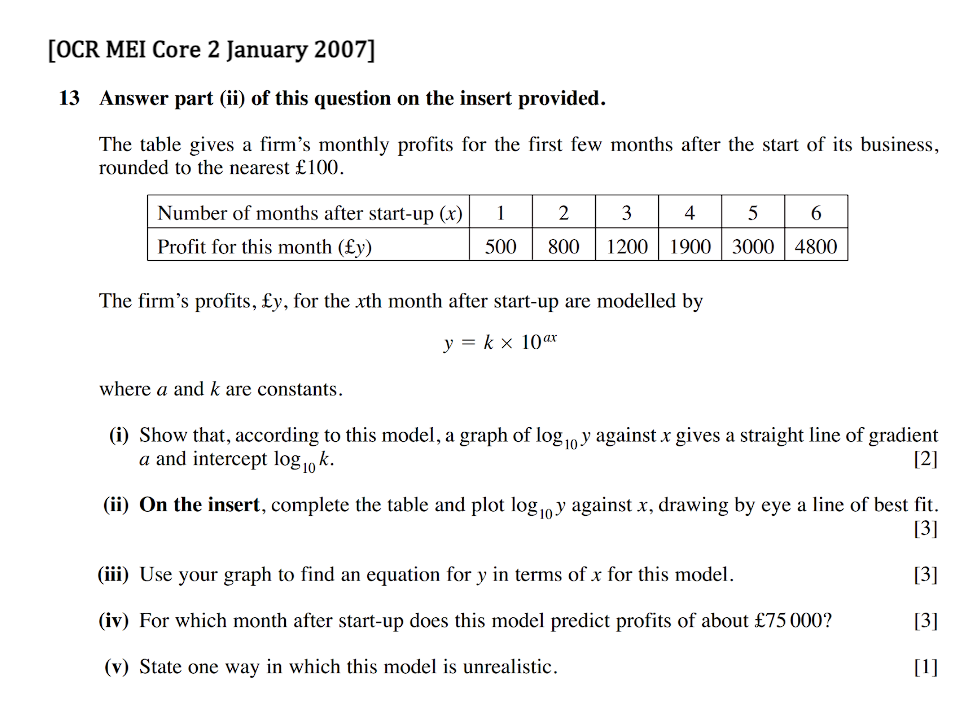 [OCR MEI Core 2 January 2007]
13 Answer part (ii) of this question on the insert provided.
The table gives a firm's monthly profits for the first few months after the start of its business,
rounded to the nearest £100.
Number of months after start-up (x) 1 2 3 4 5 6
Profit for this month (£y) 500 800 1200 1900 3000 4800
The firm's profits, £y, for the xth month after start-up are modelled by
y = k × 10^{ax}
where a and k are constants.
(i) Show that, according to this model, a graph of log₁₀ y against x gives a straight line of gradient
a and intercept log₁₀ k. [2]
(ii) On the insert, complete the table and plot log₁₀ y against x, drawing by eye a line of best fit.
[3]
(iii) Use your graph to find an equation for y in terms of x for this model. [3]
(iv) For which month after start-up does this model predict profits of about £75 000? [3]
(v) State one way in which this model is unrealistic. [1]